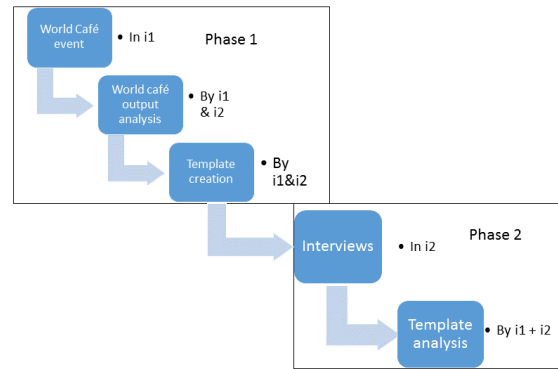 World Café
event
• In i1
Phase 1
World café
output
analysis
• By i1
& i2
Template
creation
• By
i1&i2
Interviews
• In i2
Phase 2
Template
analysis
• By i1 + i2